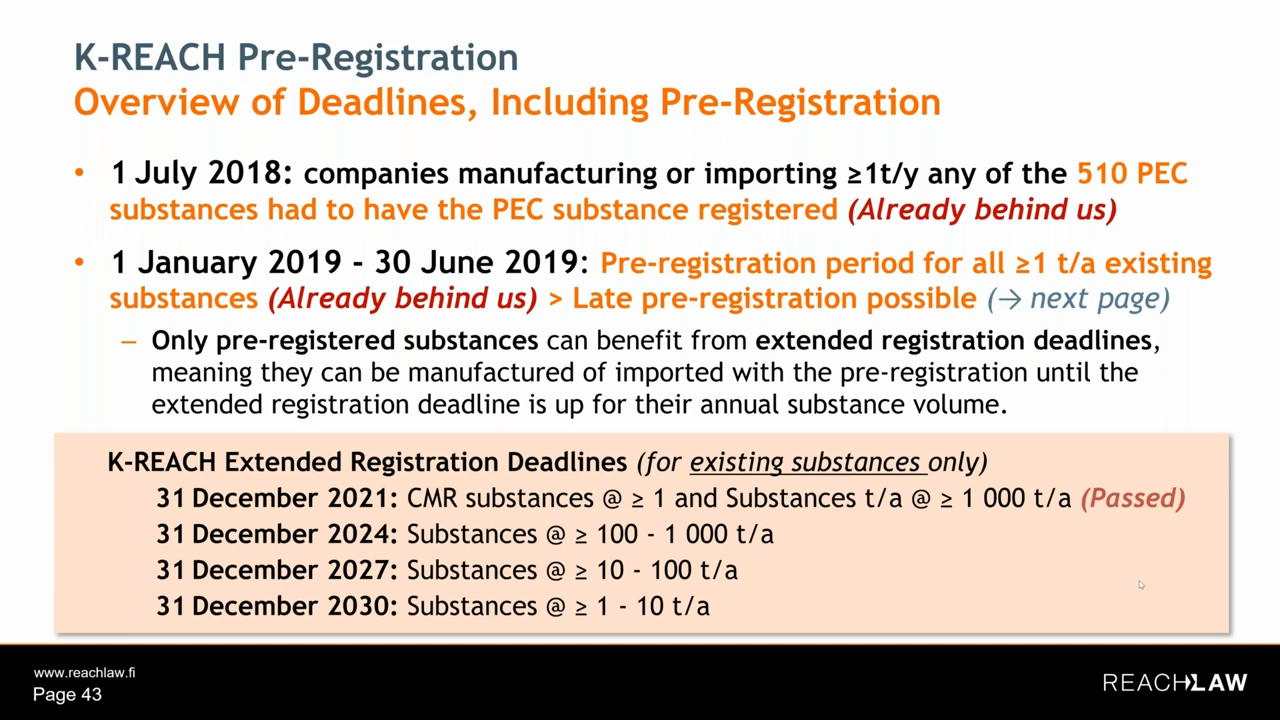 K-REACH Pre-Registration
Overview of Deadlines, Including Pre-Registration
• 1 July 2018: companies manufacturing or importing ≥1t/y any of the 510 PEC
substances had to have the PEC substance registered (Already behind us)
• 1 January 2019 - 30 June 2019: Pre-registration period for all ≥1 t/a existing
substances (Already behind us) > Late pre-registration possible (→ next page)
– Only pre-registered substances can benefit from extended registration deadlines,
meaning they can be manufactured of imported with the pre-registration until the
extended registration deadline is up for their annual substance volume.
K-REACH Extended Registration Deadlines (for existing substances only)
31 December 2021: CMR substances @ ≥ 1 and Substances t/a @ ≥ 1 000 t/a (Passed)
31 December 2024: Substances @ ≥ 100 - 1 000 t/a
31 December 2027: Substances @ ≥ 10 - 100 t/a
31 December 2030: Substances @ ≥ 1 - 10 t/a
www.reachlaw.fi
Page 43
REACHLAW